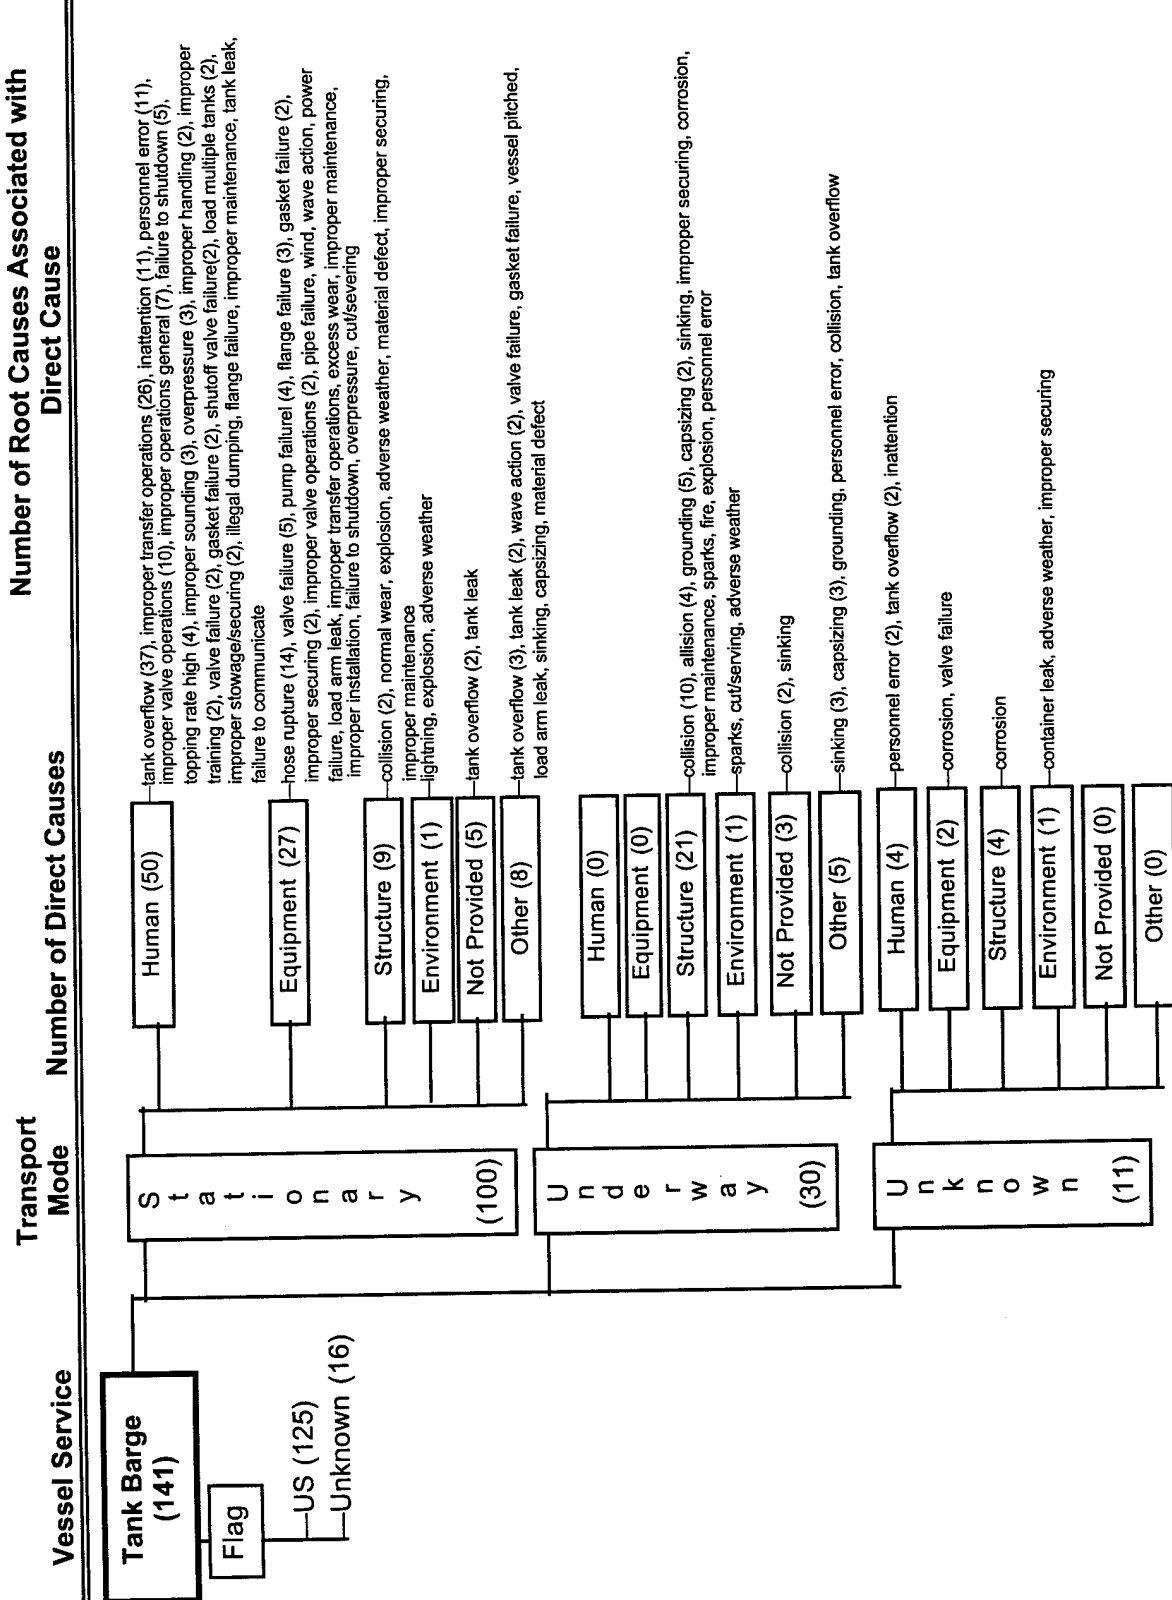 Vessel Service
Transport
Mode
Number of Direct Causes
Number of Root Causes Associated with
Direct Cause
Tank Barge
(141)
Flag
US (125)
Unknown (16)
Stationary
(100)
Human (50)
tank overflow (37), improper transfer operations (26), inattention (11), personnel error (11),
improper valve operations (10), improper operations general (7), failure to shutdown (5),
topping rate high (4), improper sounding (3), overpressure (3), improper handling (2), improper
training (2), valve failure (2), gasket failure (2), shutoff valve failure(2), load multiple tanks (2),
improper stowage/securing (2), illegal dumping, flange failure, improper maintenance, tank leak,
failure to communicate
Equipment (27)
hose rupture (14), valve failure (5), pump failurel (4), flange failure (3), gasket failure (2),
improper securing (2), improper valve operations (2), pipe failure, wind, wave action, power
failure, load arm leak, improper transfer operations, excess wear, improper maintenance,
improper installation, failure to shutdown, overpressure, cut/severing
Structure (9)
collision (2), normal wear, explosion, adverse weather, material defect, improper securing,
improper maintenance
Environment (1)
lightning, explosion, adverse weather
Not Provided (5)
tank overflow (2), tank leak
Other (8)
tank overflow (3), tank leak (2), wave action (2), valve failure, gasket failure, vessel pitched,
load arm leak, sinking, capsizing, material defect
Underway
(30)
Human (0)
Equipment (0)
Structure (21)
collision (10), allision (4), grounding (5), capsizing (2), sinking, improper securing, corrosion,
improper maintenance, sparks, fire, explosion, personnel error
Environment (1)
sparks, cut/serving, adverse weather
Not Provided (3)
collision (2), sinking
Other (5)
sinking (3), capsizing (3), grounding, personnel error, collision, tank overflow
Unknown
(11)
Human (4)
personnel error (2), tank overflow (2), inattention
Equipment (2)
corrosion, valve failure
Structure (4)
corrosion
Environment (1)
container leak, adverse weather, improper securing
Not Provided (0)
Other (0)